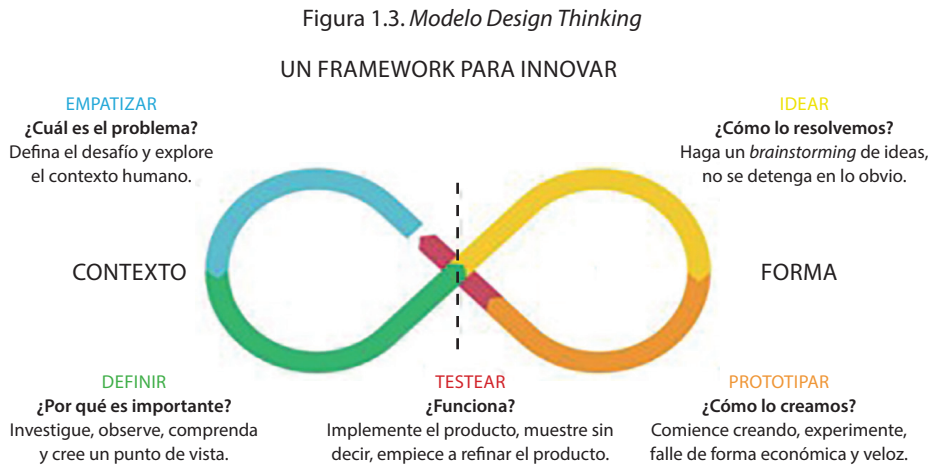 Figura 1.3. Modelo Design Thinking
UN FRAMEWORK PARA INNOVAR
EMPATIZAR
¿Cuál es el problema?
Defina el desafío y explore
el contexto humano.
IDEAR
¿Cómo lo resolvemos?
Haga un brainstorming de ideas,
no se detenga en lo obvio.
CONTEXTO
FORMA
DEFINIR
¿Por qué es importante?
Investigue, observe, comprenda
y cree un punto de vista.
TESTEAR
¿Funciona?
Implemente el producto, muestre sin
decir, empiece a refinar el producto.
PROTOTIPAR
¿Cómo lo creamos?
Comience creando, experimente,
falle de forma económica y veloz.